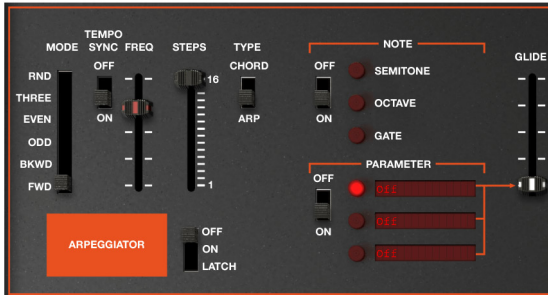 MODE
TEMPO
SYNC
FREQ
STEPS
TYPE
NOTE
GLIDE
RND
THREE
EVEN
ODD
BKWD
FWD
OFF
ON
16
1
CHORD
ARP
OFF
ON
SEMITONE
OCTAVE
GATE
PARAMETER
OFF
ON
Off
Off
Off
ARPEGGIATOR
OFF
ON
LATCH